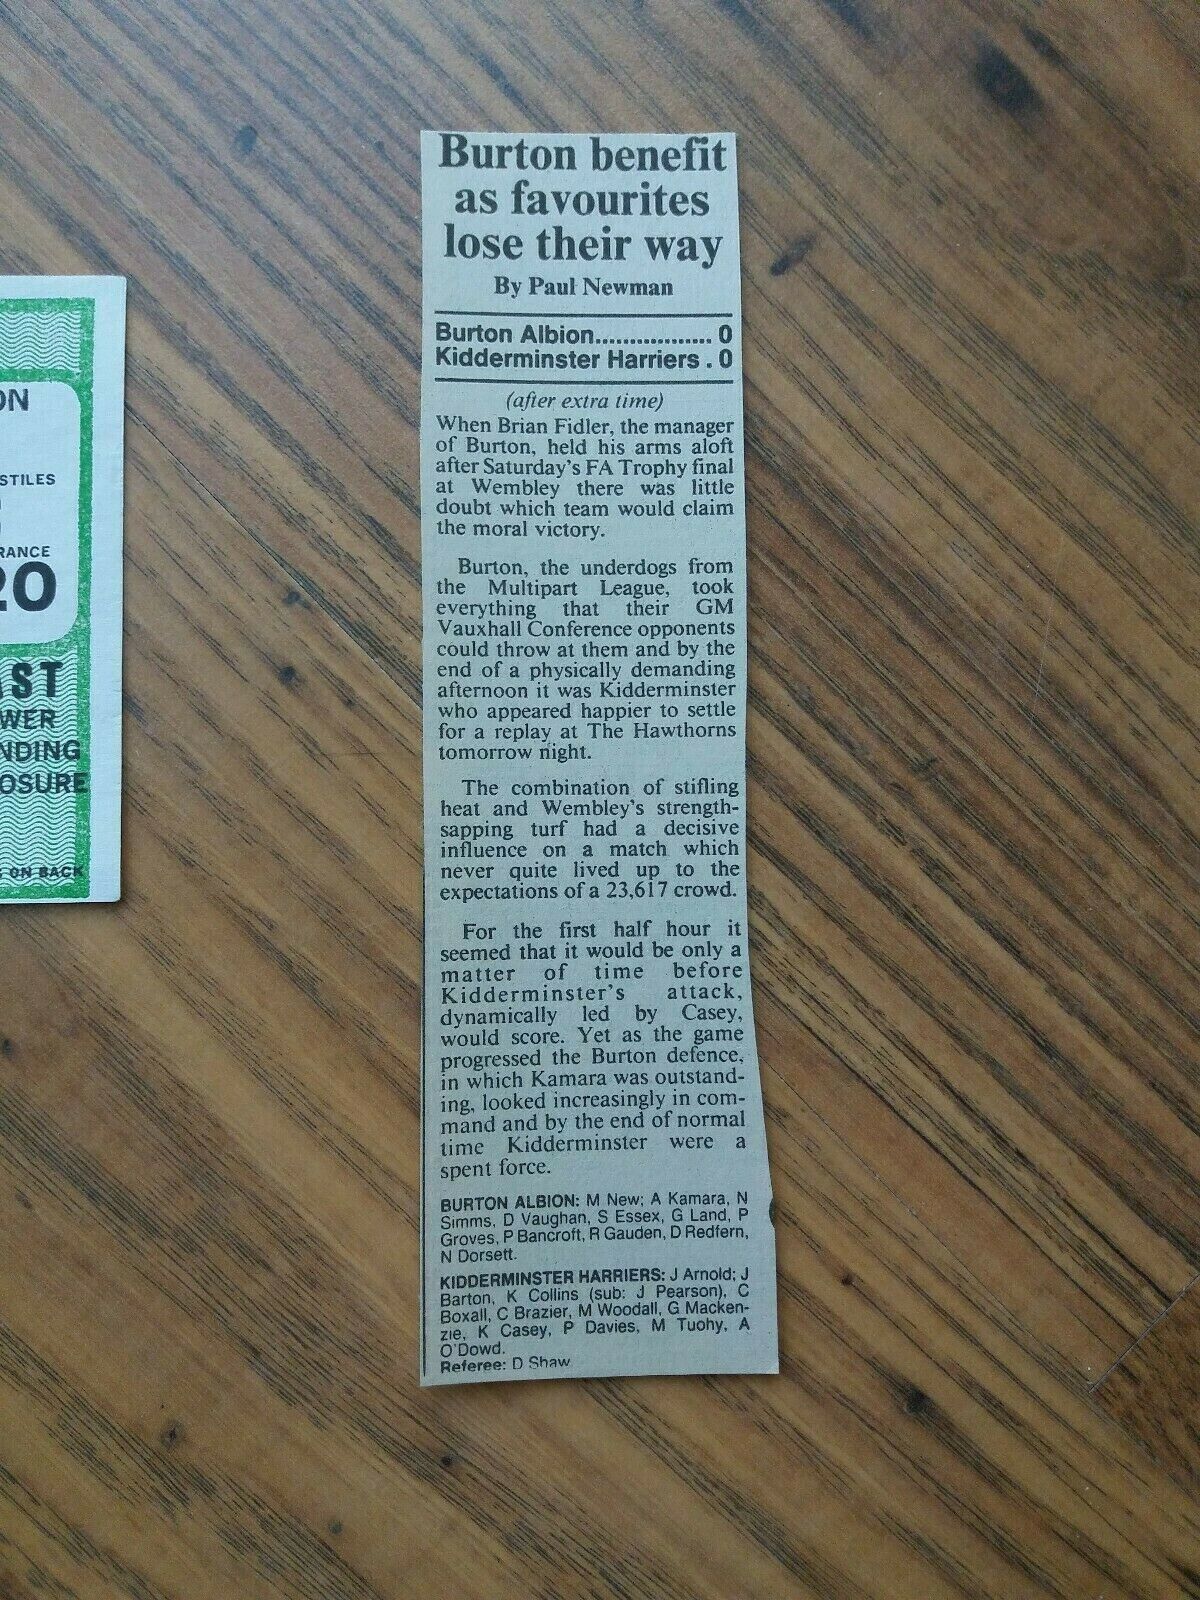 ON
STILES
RANCE
20
AST
WER
NDING
OSURE
ON BACK
Burton benefit
as favourites
lose their way
By Paul Newman
Burton Albion.................. 0
Kidderminster Harriers . 0
(after extra time)
When Brian Fidler, the manager
of Burton, held his arms aloft
after Saturday's FA Trophy final
at Wembley there was little
doubt which team would claim
the moral victory.
Burton, the underdogs from
the Multipart League, took
everything that their GM
Vauxhall Conference opponents
could throw at them and by the
end of a physically demanding
afternoon it was Kidderminster
who appeared happier to settle
for a replay at The Hawthorns
tomorrow night.
The combination of stifling
heat and Wembley's strength-
sapping turf had a decisive
influence on a match which
never quite lived up to the
expectations of a 23,617 crowd.
For the first half hour it
seemed that it would be only a
matter of time before
Kidderminster's attack,
dynamically led by Casey,
would score. Yet as the game
progressed the Burton defence,
in which Kamara was outstand-
ing, looked increasingly in com-
mand and by the end of normal
time Kidderminster were a
spent force.
BURTON ALBION: M New; A Kamara, N
Simms, D Vaughan, S Essex, G Land, P
Groves, P Bancroft, R Gauden, D Redfern,
N Dorsett.
KIDDERMINSTER HARRIERS: J Arnold; J
Barton, K Collins (sub: J Pearson), C
Boxall, C Brazier, M Woodall, G Macken-
zie, K Casey, P Davies, M Tuohy, A
O'Dowd.
Referee: D Shaw